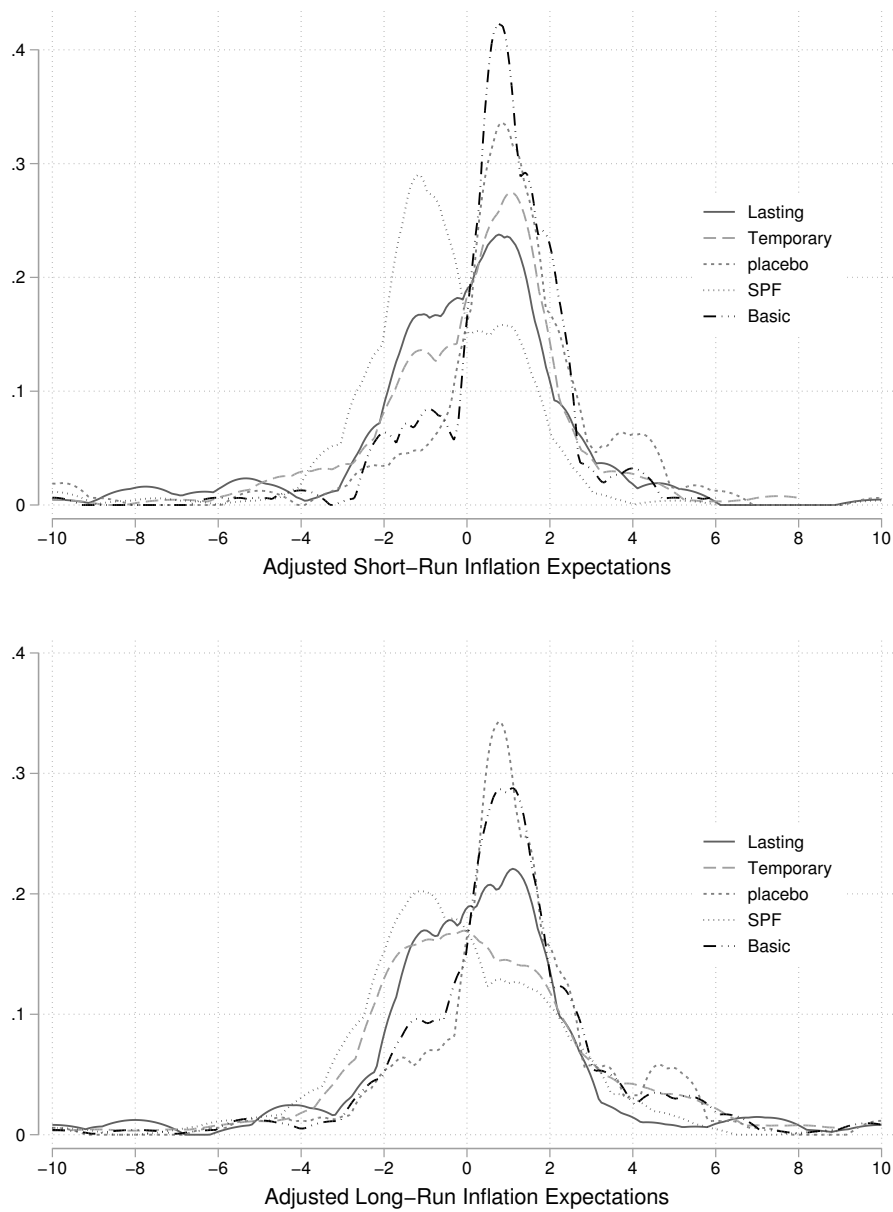 .4
.3
.2
.1
0
Lasting
Temporary
placebo
SPF
Basic
−10 −8 −6 −4 −2 0 2 4 6 8 10
Adjusted Short−Run Inflation Expectations
.4
.3
.2
.1
0
Lasting
Temporary
placebo
SPF
Basic
−10 −8 −6 −4 −2 0 2 4 6 8 10
Adjusted Long−Run Inflation Expectations